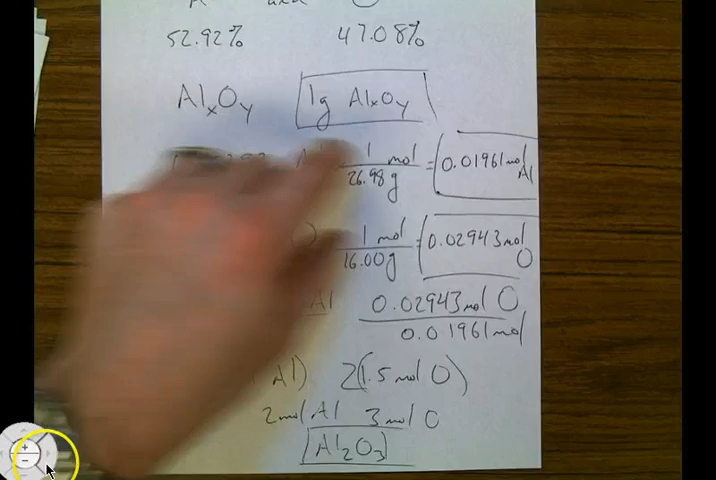 52.92% 47.08%
AlxOy 1g AlxOy
1 mol / 26.98 g = 0.01961 mol Al
1 mol / 16.00 g = 0.02943 mol O
Al 0.02943 mol O / 0.01961 mol
Al) 2(1.5 mol O)
2 mol Al 3 mol O
Al2O3